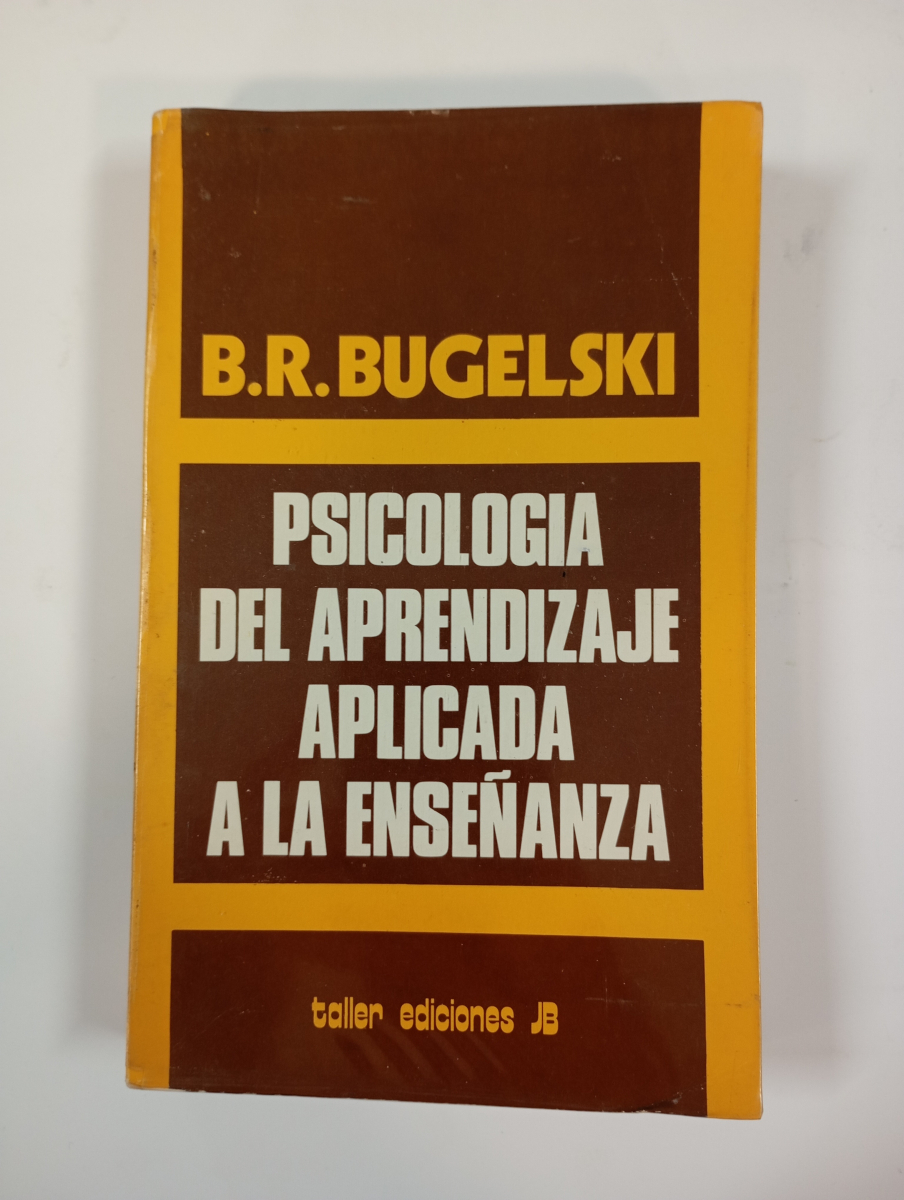 B.R. BUGELSKI
PSICOLOGIA
DEL APRENDIZAJE
APLICADA
A LA ENSEÑANZA
taller ediciones JB